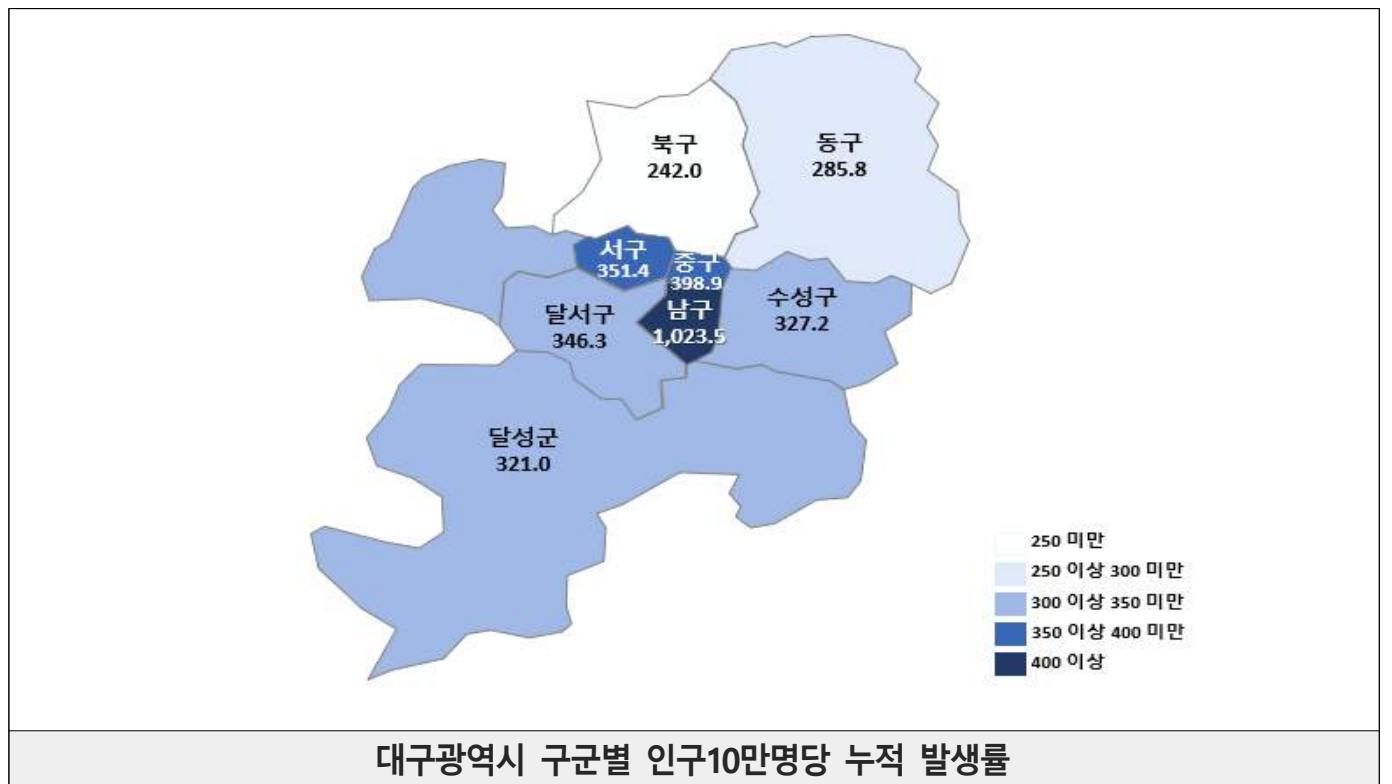 북구
242.0
동구
285.8
서구
351.4
중구
398.9
수성구
327.2
달서구
346.3
남구
1,023.5
달성군
321.0
250 미만
250 이상 300 미만
300 이상 350 미만
350 이상 400 미만
400 이상
대구광역시 구군별 인구10만명당 누적 발생률